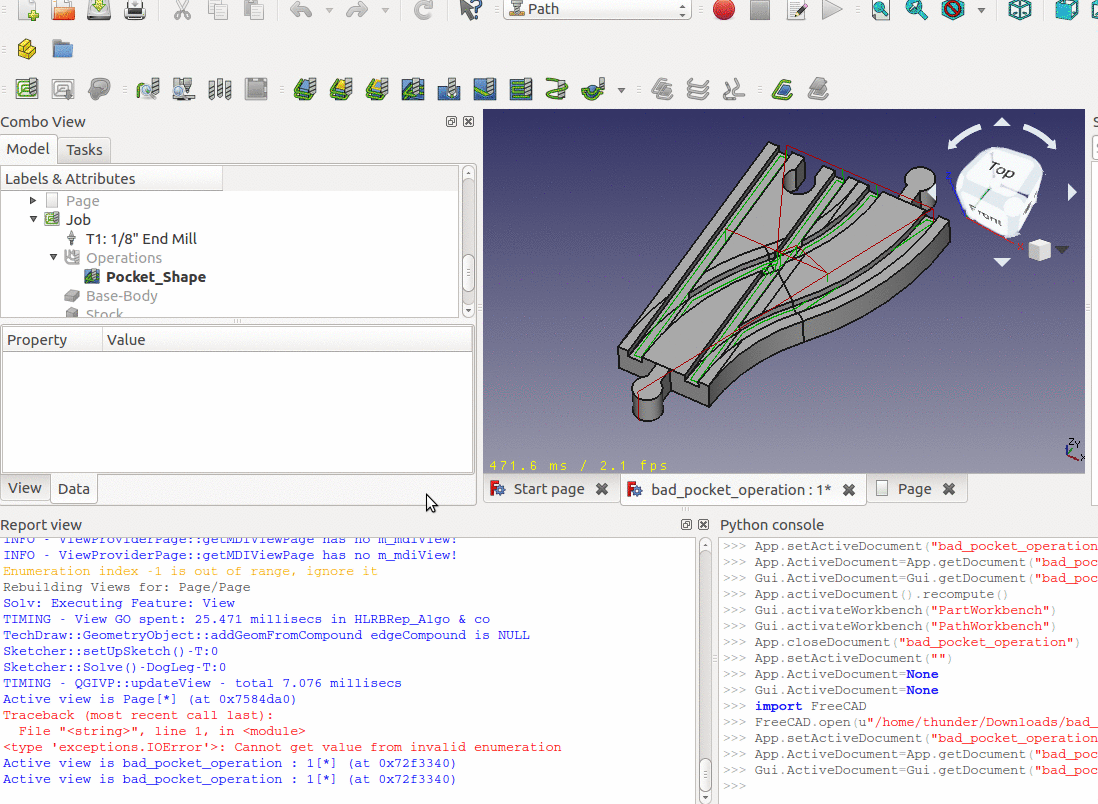 Path
Combo View
Model Tasks
Labels & Attributes
Page
Job
T1: 1/8" End Mill
Operations
Pocket_Shape
Base-Body
Stock
Property Value
View Data
Top
Front
471.6 ms / 2.1 fps
Start page
bad_pocket_operation : 1*
Page
Report view
INFO - ViewProviderPage::getMDIViewPage has no m_mdiView!
INFO - ViewProviderPage::getMDIViewPage has no m_mdiView!
Enumeration index -1 is out of range, ignore it
Rebuilding Views for: Page/Page
Solv: Executing Feature: View
TIMING - View GO spent: 25.471 millisecs in HLRBRep_Algo & co
TechDraw::GeometryObject::addGeomFromCompound edgeCompound is NULL
Sketcher::setUpSketch()-T:0
Sketcher::Solve()-DogLeg-T:0
TIMING - QGIVP::updateView - total 7.076 millisecs
Active view is Page[*] (at 0x7584da0)
Traceback (most recent call last):
File "<string>", line 1, in <module>
<type 'exceptions.IOError'>: Cannot get value from invalid enumeration
Active view is bad_pocket_operation : 1[*] (at 0x72f3340)
Active view is bad_pocket_operation : 1[*] (at 0x72f3340)
Python console
>>> App.setActiveDocument("bad_pocket_operation
>>> App.ActiveDocument=App.getDocument("bad_poc
>>> Gui.ActiveDocument=Gui.getDocument("bad_poc
>>> App.activeDocument().recompute()
>>> Gui.activateWorkbench("PartWorkbench")
>>> Gui.activateWorkbench("PathWorkbench")
>>> App.closeDocument("bad_pocket_operation")
>>> App.setActiveDocument("")
>>> App.ActiveDocument=None
>>> Gui.ActiveDocument=None
>>> import FreeCAD
>>> FreeCAD.open(u"/home/thunder/Downloads/bad_
>>> App.setActiveDocument("bad_pocket_operation
>>> App.ActiveDocument=App.getDocument("bad_poc
>>> Gui.ActiveDocument=Gui.getDocument("bad_poc
>>>